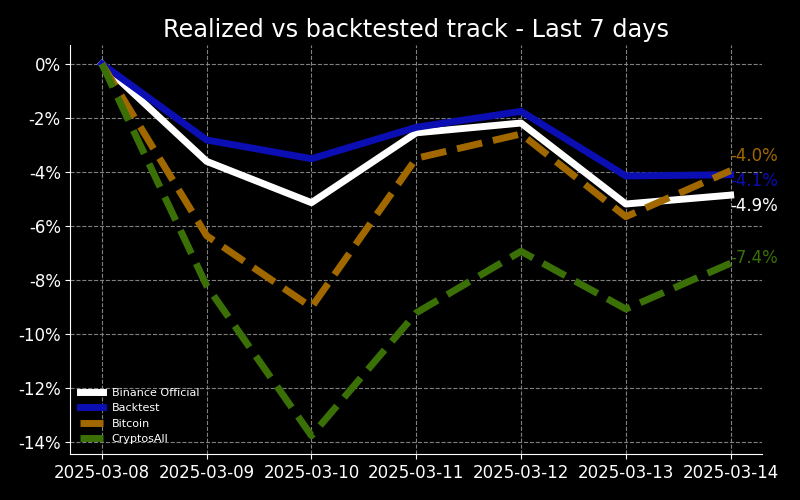 Realized vs backtested track - Last 7 days
0%
-2%
-4%
-6%
-8%
-10%
-12%
-14%
-4.0%
-4.1%
-4.9%
-7.4%
Binance Official
Backtest
Bitcoin
CryptosAll
2025-03-08 2025-03-09 2025-03-10 2025-03-11 2025-03-12 2025-03-13 2025-03-14